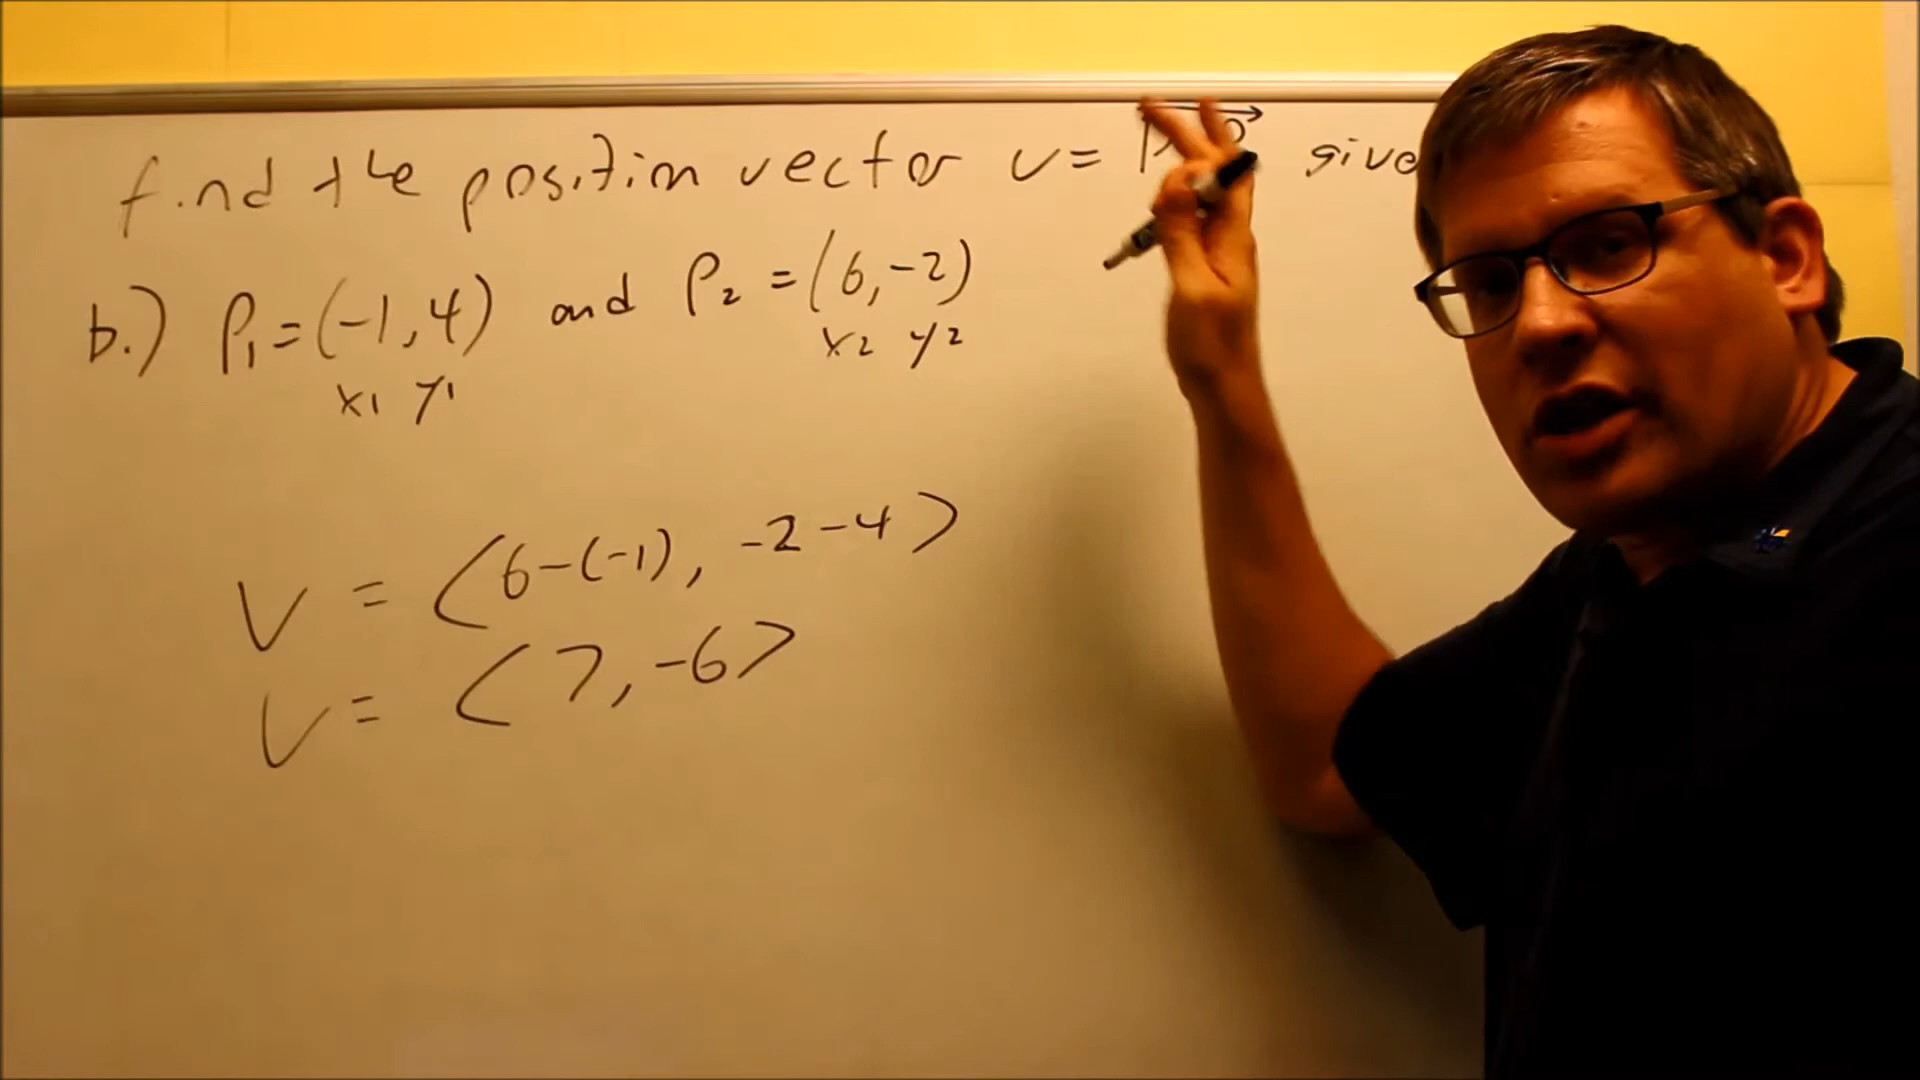 find the position vector v = P give
b.) P₁ = (-1, 4) and P₂ = (6, -2)
x1 y1 x2 y2
V = <6-(-1), -2-4>
V = <7, -6>